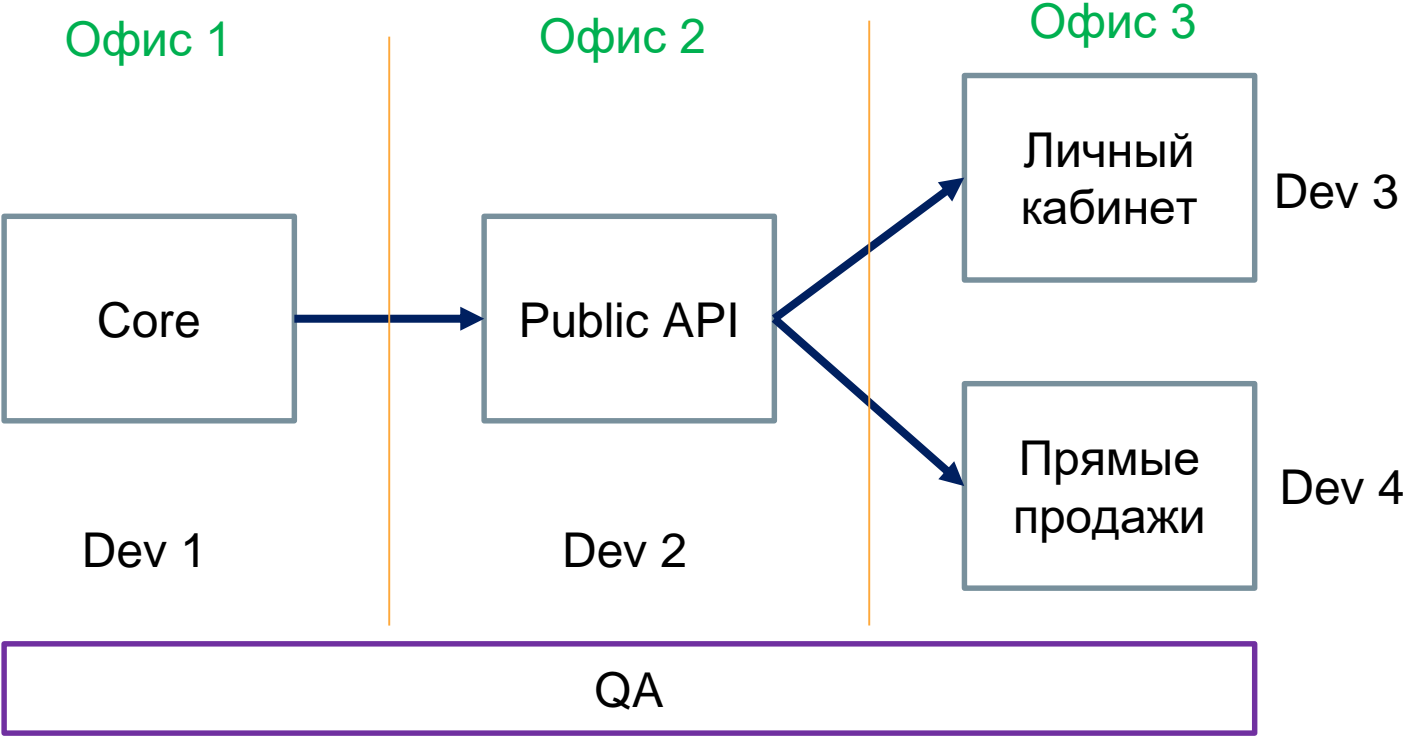 Офис 1
Офис 2
Офис 3
Core
Public API
Личный
кабинет
Dev 3
Прямые
продажи
Dev 4
Dev 1
Dev 2
QA